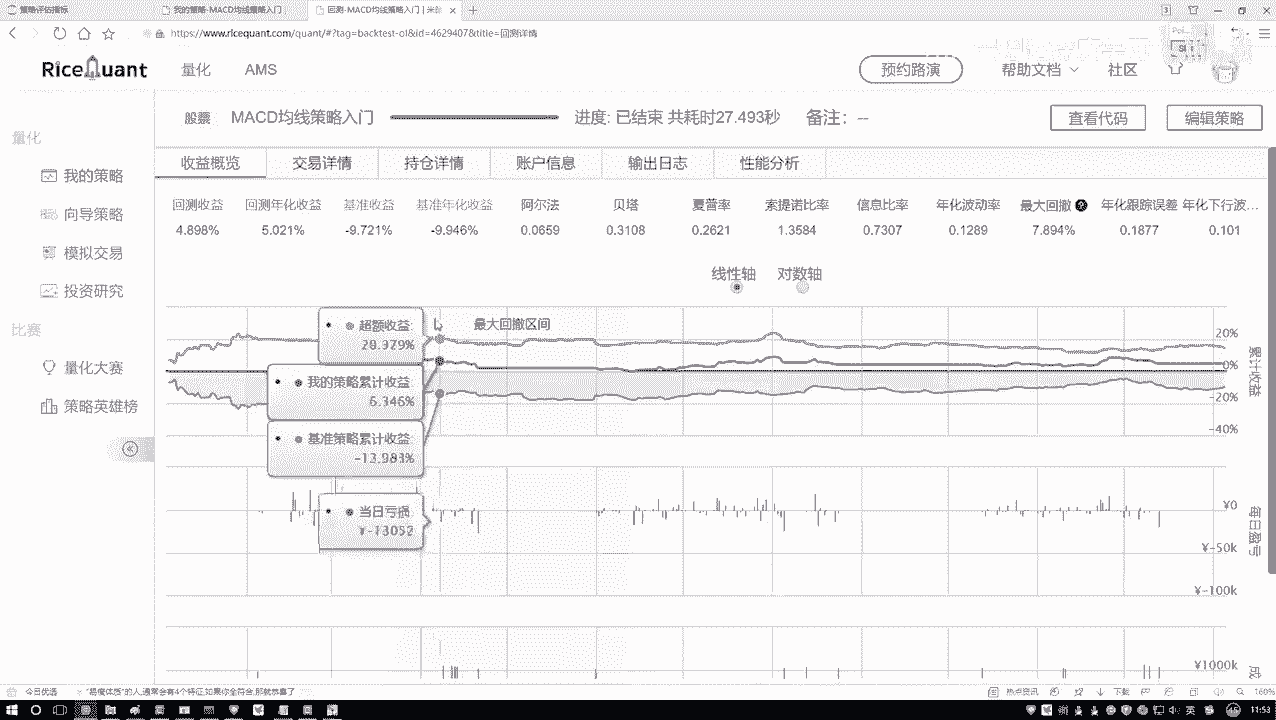 策略评估指标 我的策略-MACD均线策略入门 回测-MACD均线策略入门 | 米
https://www.ricequant.com/quant/#?tag=backtest-ol&id=4629407&title=回测详情
RiceQuant 量化 AMS 预约路演 帮助文档 社区
股票 MACD均线策略入门 进度: 已结束 共耗时27.493秒 备注: -- 查看代码 编辑策略
量化
我的策略
向导策略
模拟交易
投资研究
比赛
量化大赛
策略英雄榜
收益概览 交易详情 持仓详情 账户信息 输出日志 性能分析
回测收益 回测年化收益 基准收益 基准年化收益 阿尔法 贝塔 夏普率 索提诺比率 信息比率 年化波动率 最大回撤 年化跟踪误差 年化下行波...
4.898% 5.021% -9.721% -9.946% 0.0659 0.3108 0.2621 1.3584 0.7307 0.1289 7.894% 0.1877 0.101
线性轴 对数轴
超额收益
20.379%
最大回撤区间
我的策略累计收益
6.346%
基准策略累计收益
-13.983%
当日亏损
¥-13052
20%
0%
-20%
-40%
累计收益
¥0
¥-50k
¥-100k
每日盈亏
¥1000k
今日优选 "易瘦体质"的人,通常会有4个特征,如果你全符合,那就恭喜了 热点资讯 下载 160%
英 11:53